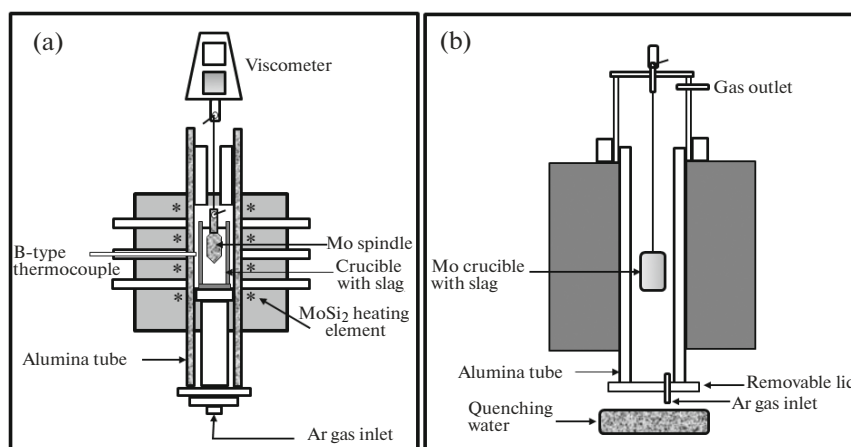 (a)
Viscometer
B-type
thermocouple
Mo spindle
Crucible
with slag
MoSi2 heating
element
Alumina tube
Ar gas inlet
(b)
Gas outlet
Mo crucible
with slag
Alumina tube
Removable lid
Ar gas inlet
Quenching
water